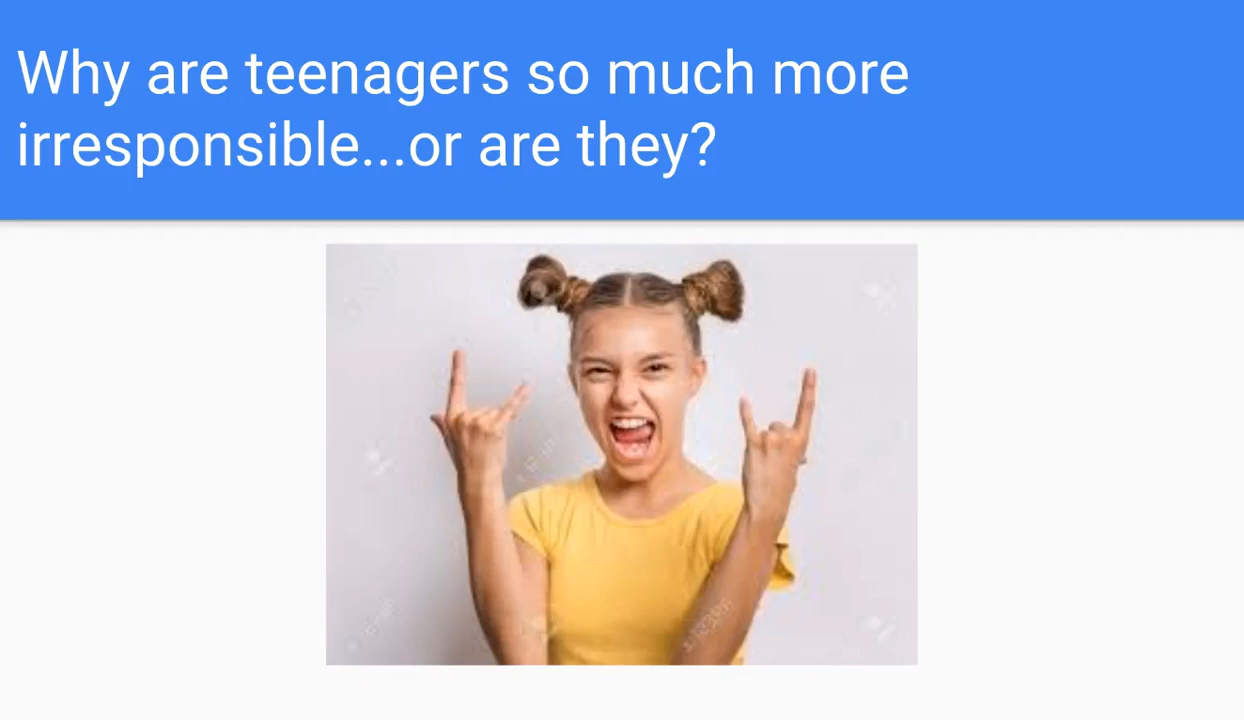 Why are teenagers so much more
irresponsible...or are they?